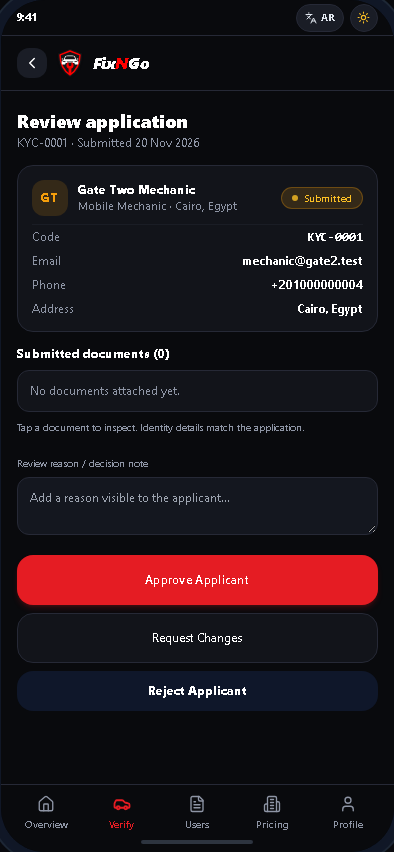 9:41
AR
FixNGo
Review application
KYC-0001 · Submitted 20 Nov 2026
GT
Gate Two Mechanic
Mobile Mechanic · Cairo, Egypt
Submitted
Code KYC-0001
Email mechanic@gate2.test
Phone +201000000004
Address Cairo, Egypt
Submitted documents (0)
No documents attached yet.
Tap a document to inspect. Identity details match the application.
Review reason / decision note
Add a reason visible to the applicant...
Approve Applicant
Request Changes
Reject Applicant
Overview Verify Users Pricing Profile